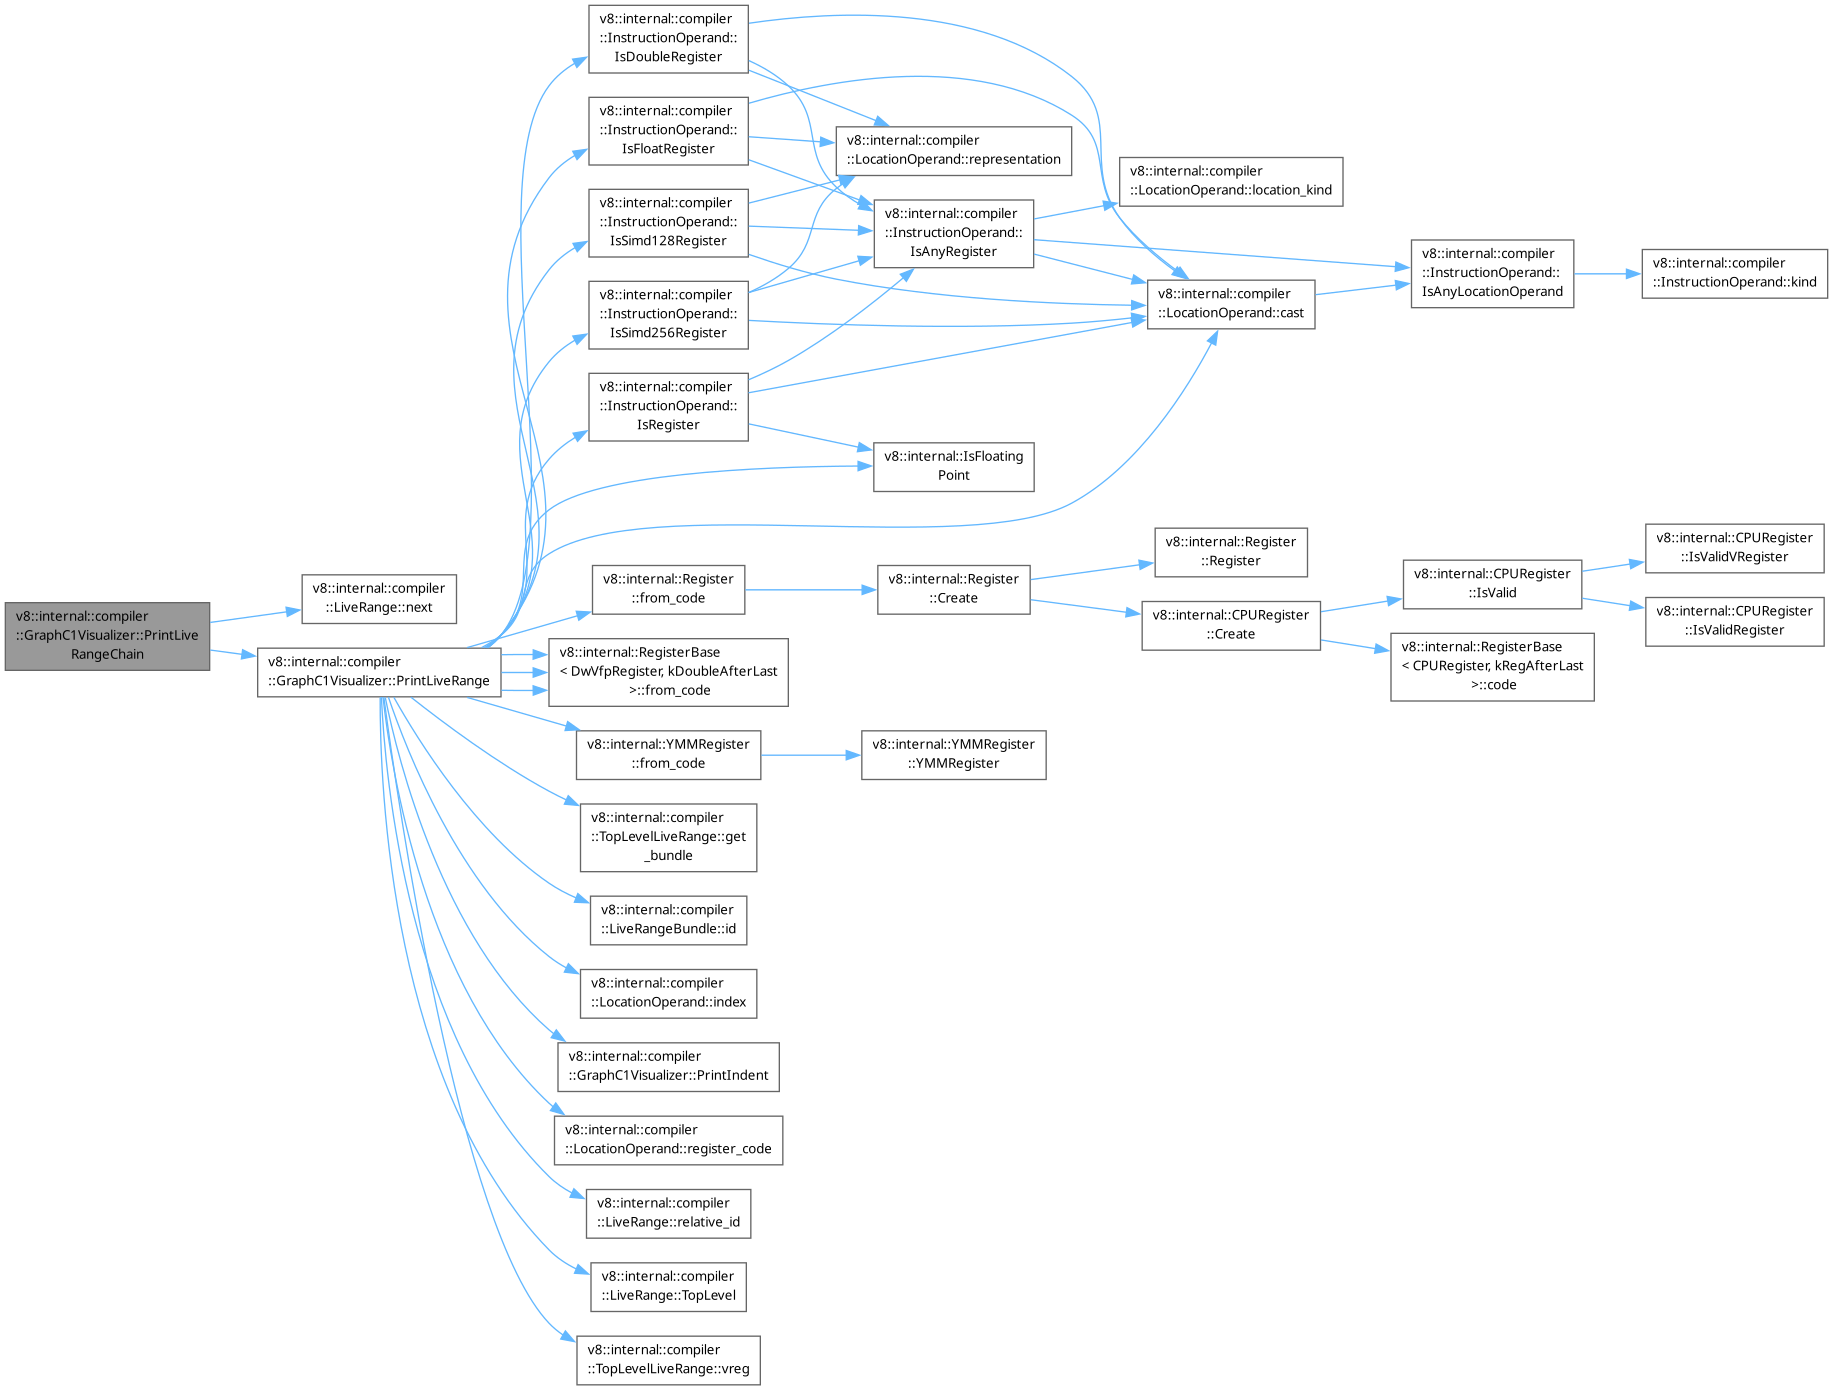 v8::internal::compiler
::GraphC1Visualizer::PrintLive
RangeChain
v8::internal::compiler
::LiveRange::next
v8::internal::compiler
::GraphC1Visualizer::PrintLiveRange
v8::internal::compiler
::InstructionOperand::
IsDoubleRegister
v8::internal::compiler
::InstructionOperand::
IsFloatRegister
v8::internal::compiler
::InstructionOperand::
IsSimd128Register
v8::internal::compiler
::InstructionOperand::
IsSimd256Register
v8::internal::compiler
::InstructionOperand::
IsRegister
v8::internal::Register
::from_code
v8::internal::RegisterBase
< DwVfpRegister, kDoubleAfterLast
>::from_code
v8::internal::YMMRegister
::from_code
v8::internal::compiler
::TopLevelLiveRange::get
_bundle
v8::internal::compiler
::LiveRangeBundle::id
v8::internal::compiler
::LocationOperand::index
v8::internal::compiler
::GraphC1Visualizer::PrintIndent
v8::internal::compiler
::LocationOperand::register_code
v8::internal::compiler
::LiveRange::relative_id
v8::internal::compiler
::LiveRange::TopLevel
v8::internal::compiler
::TopLevelLiveRange::vreg
v8::internal::compiler
::LocationOperand::representation
v8::internal::compiler
::InstructionOperand::
IsAnyRegister
v8::internal::IsFloating
Point
v8::internal::Register
::Create
v8::internal::YMMRegister
::YMMRegister
v8::internal::compiler
::LocationOperand::location_kind
v8::internal::compiler
::LocationOperand::cast
v8::internal::Register
::Register
v8::internal::CPURegister
::Create
v8::internal::compiler
::InstructionOperand::
IsAnyLocationOperand
v8::internal::CPURegister
::IsValid
v8::internal::RegisterBase
< CPURegister, kRegAfterLast
>::code
v8::internal::compiler
::InstructionOperand::kind
v8::internal::CPURegister
::IsValidVRegister
v8::internal::CPURegister
::IsValidRegister